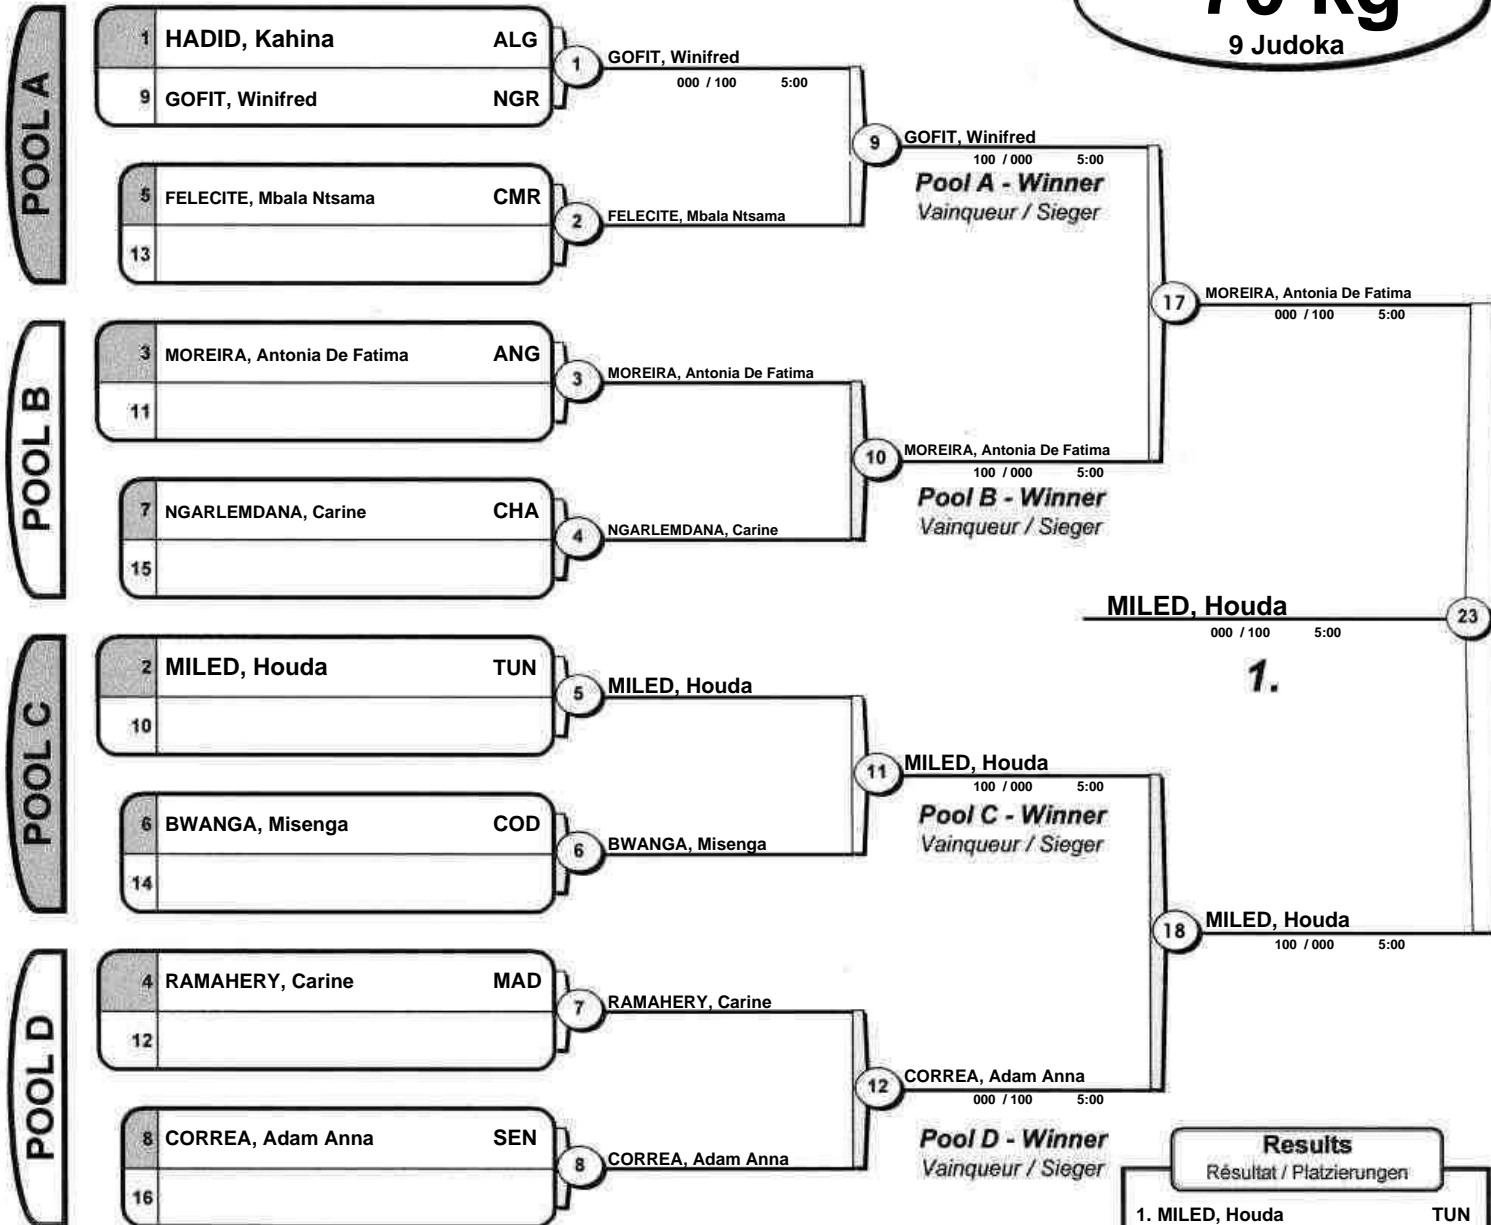 70 kg
9 Judoka
POOL A
1 HADID, Kahina ALG
9 GOFIT, Winifred NGR
1 GOFIT, Winifred
000 / 100 5:00
5 FELECITE, Mbala Ntsama CMR
13
2 FELECITE, Mbala Ntsama
9 GOFIT, Winifred
100 / 000 5:00
Pool A - Winner
Vainqueur / Sieger
POOL B
3 MOREIRA, Antonia De Fatima ANG
11
3 MOREIRA, Antonia De Fatima
7 NGARLEMDANA, Carine CHA
15
4 NGARLEMDANA, Carine
10 MOREIRA, Antonia De Fatima
100 / 000 5:00
Pool B - Winner
Vainqueur / Sieger
17 MOREIRA, Antonia De Fatima
000 / 100 5:00
MILED, Houda 23
000 / 100 5:00
1.
POOL C
2 MILED, Houda TUN
10
5 MILED, Houda
6 BWANGA, Misenga COD
14
6 BWANGA, Misenga
11 MILED, Houda
100 / 000 5:00
Pool C - Winner
Vainqueur / Sieger
18 MILED, Houda
100 / 000 5:00
POOL D
4 RAMAHERY, Carine MAD
12
7 RAMAHERY, Carine
8 CORREA, Adam Anna SEN
16
8 CORREA, Adam Anna
12 CORREA, Adam Anna
000 / 100 5:00
Pool D - Winner
Vainqueur / Sieger
Results
Résultat / Platzierungen
1. MILED, Houda TUN